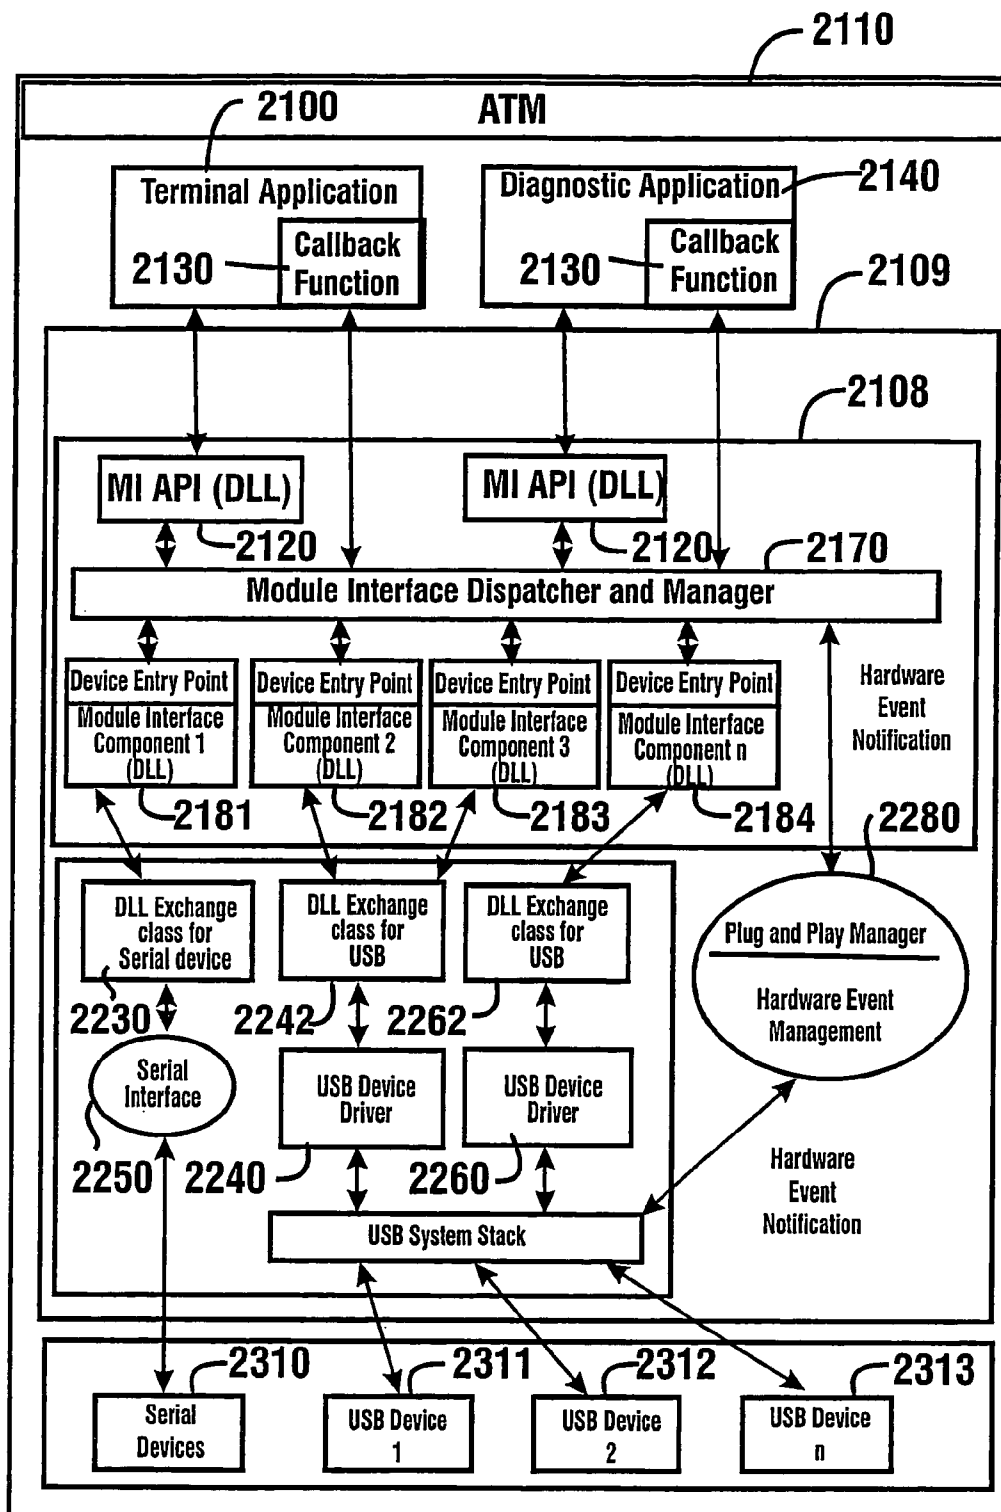 2110
ATM
2100
Terminal Application
Callback
Function
2130
Diagnostic Application
2140
Callback
Function
2130
2109
2108
MI API (DLL)
2120
MI API (DLL)
2120
2170
Module Interface Dispatcher and Manager
Device Entry Point
Module Interface
Component 1
(DLL)
2181
Device Entry Point
Module Interface
Component 2
(DLL)
2182
Device Entry Point
Module Interface
Component 3
(DLL)
2183
Device Entry Point
Module Interface
Component n
(DLL)
2184
Hardware
Event
Notification
2280
DLL Exchange
class for
Serial device
2230
DLL Exchange
class for
USB
2242
DLL Exchange
class for
USB
2262
Plug and Play Manager
Hardware Event
Management
Serial
Interface
2250
USB Device
Driver
2240
USB Device
Driver
2260
Hardware
Event
Notification
USB System Stack
2310
Serial
Devices
2311
USB Device
1
2312
USB Device
2
2313
USB Device
n